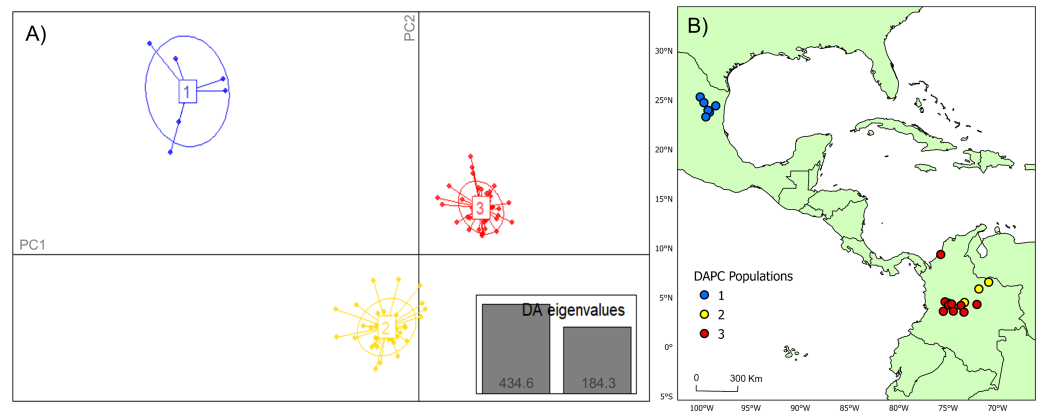 A)
PC2
1
3
PC1
2
DA eigenvalues
434.6 184.3
B)
30°N
25°N
20°N
15°N
10°N
5°N
0°
5°S
DAPC Populations
1
2
3
0 300 Km
100°W 95°W 90°W 85°W 80°W 75°W 70°W